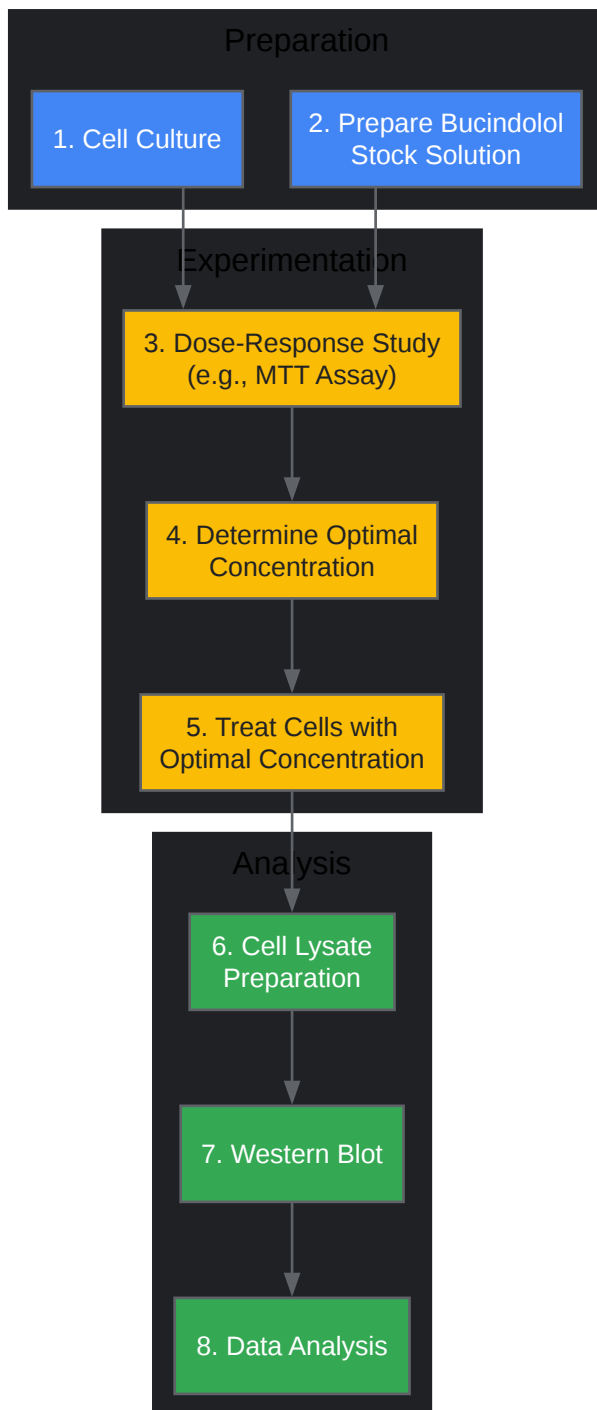 Preparation
1. Cell Culture
2. Prepare Bucindolol
Stock Solution
Experimentation
3. Dose-Response Study
(e.g., MTT Assay)
4. Determine Optimal
Concentration
5. Treat Cells with
Optimal Concentration
Analysis
6. Cell Lysate
Preparation
7. Western Blot
8. Data Analysis